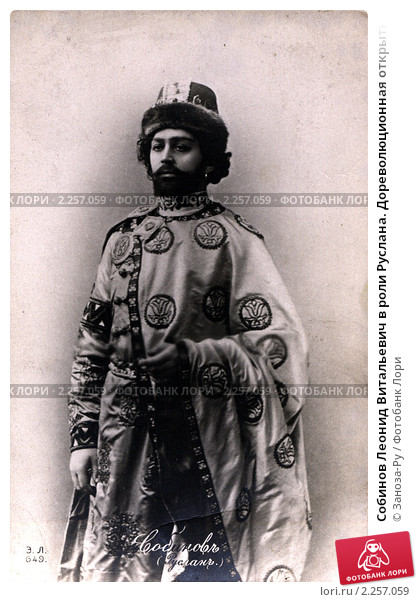 ФОТОБАНК ЛОРИ / 2.257.059 / ФОТОБАНК ЛОРИ / 2.257.059 / ФОТОБАНК ЛОРИ
ФОТОБАНК ЛОРИ / 2.257.059 / ФОТОБАНК ЛОРИ / 2.257.059 / ФОТОБАНК ЛОРИ
Собиновъ
(Русланъ.)
Э. Л.
649.
Собинов Леонид Витальевич в роли Руслана. Дореволюционная открыт
© Заноза-Ру / Фотобанк Лори
ФОТОБАНК ЛОРИ
lori.ru/2,257,059